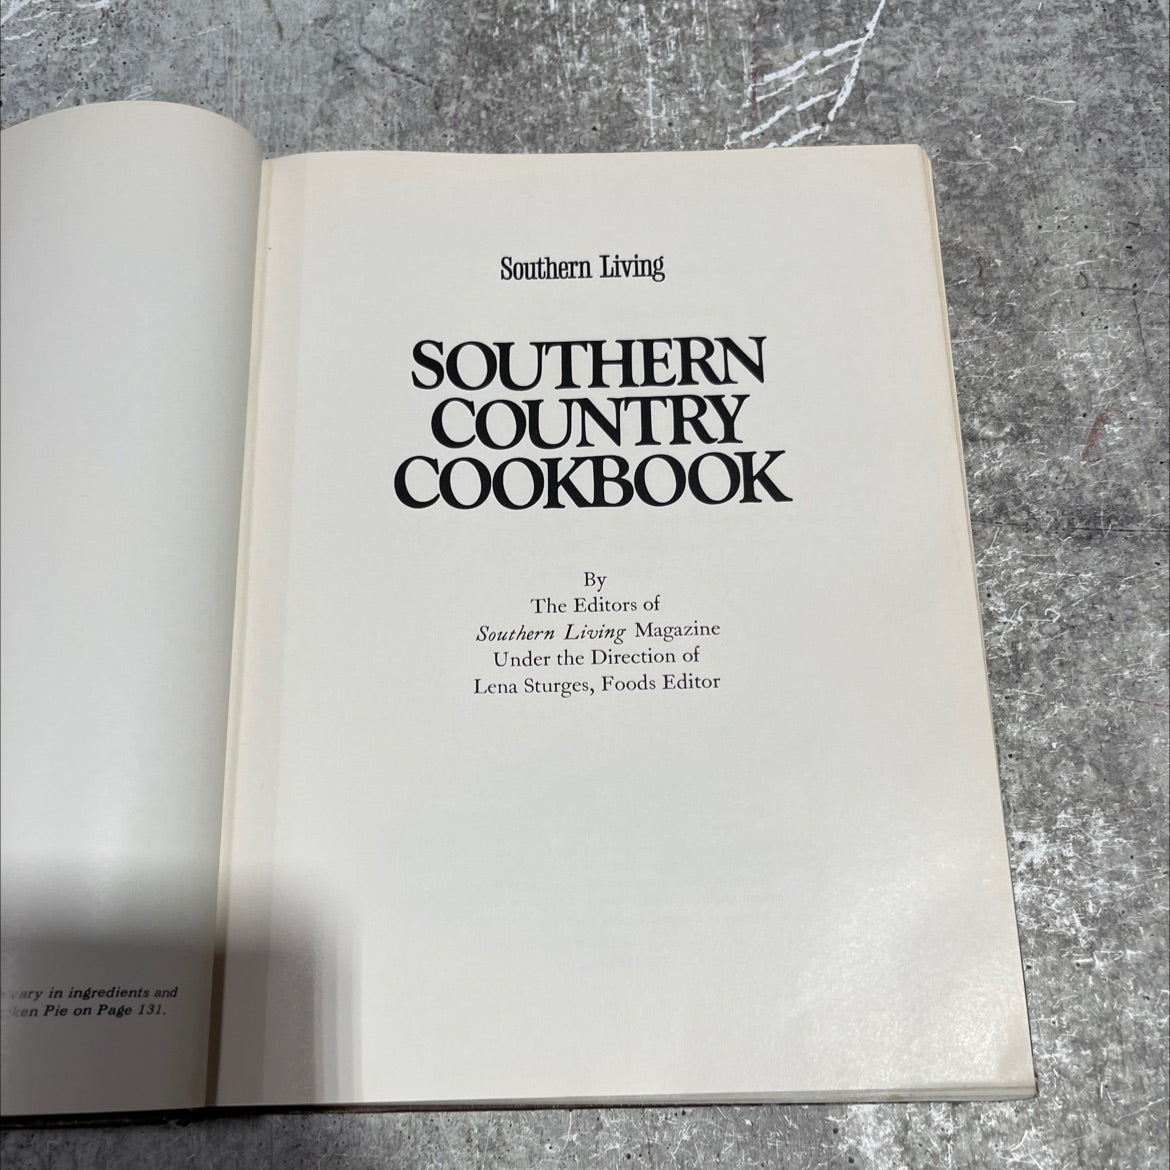 Southern Living
SOUTHERN
COUNTRY
COOKBOOK
By
The Editors of
Southern Living Magazine
Under the Direction of
Lena Sturges, Foods Editor
vary in ingredients and
Pie on Page 131.